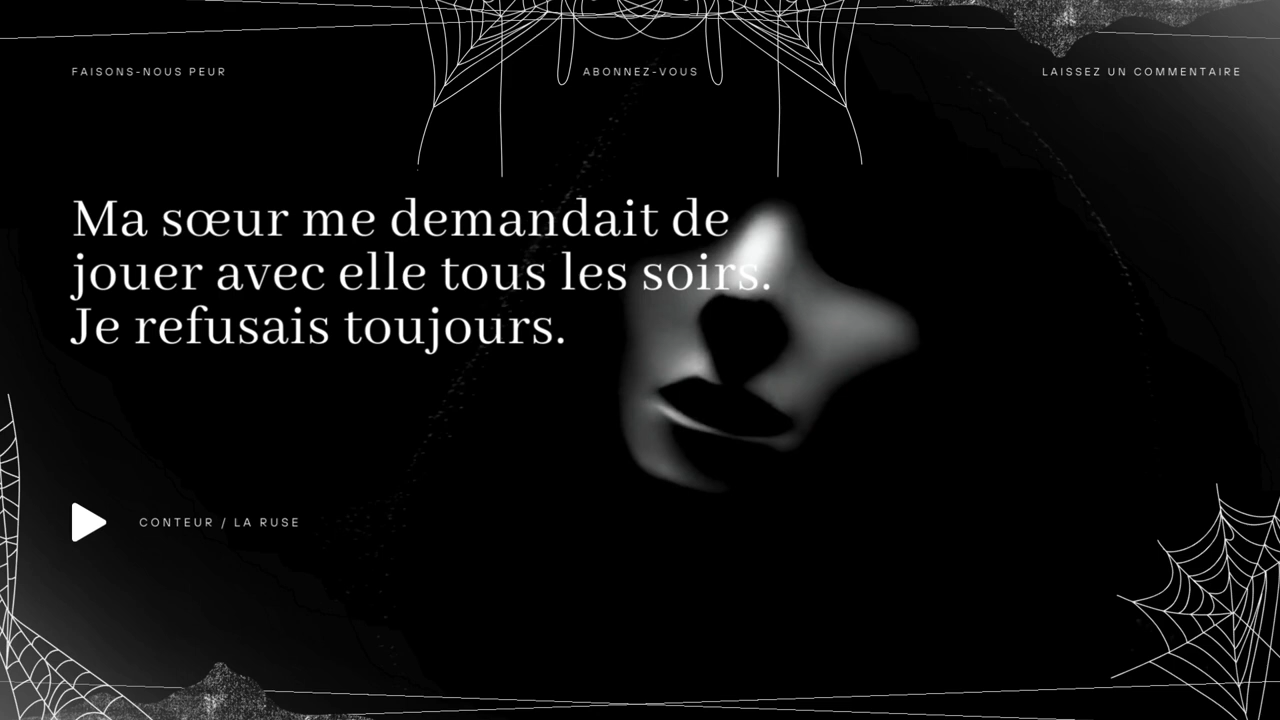 FAISONS-NOUS PEUR
ABONNEZ-VOUS
LAISSEZ UN COMMENTAIRE
Ma sœur me demandait de
jouer avec elle tous les soirs.
Je refusais toujours.
CONTEUR / LA RUSE